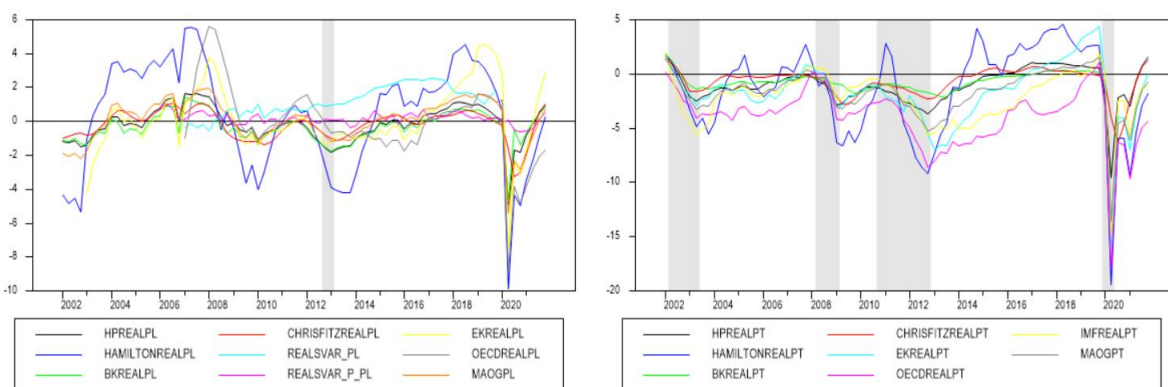 6
4
2
0
-2
-4
-6
-8
-10
2002 2004 2006 2008 2010 2012 2014 2016 2018 2020
HPREALPL CHRISFITZREALPL EKREALPL
HAMILTONREALPL REALSVAR_PL OECDREALPL
BKREALPL REALSVAR_P_PL MAOGPL
5
0
-5
-10
-15
-20
2002 2004 2006 2008 2010 2012 2014 2016 2018 2020
HPREALPT CHRISFITZREALPT IMFREALPT
HAMILTONREALPT EKREALPT MAOGPT
BKREALPT OECDREALPT